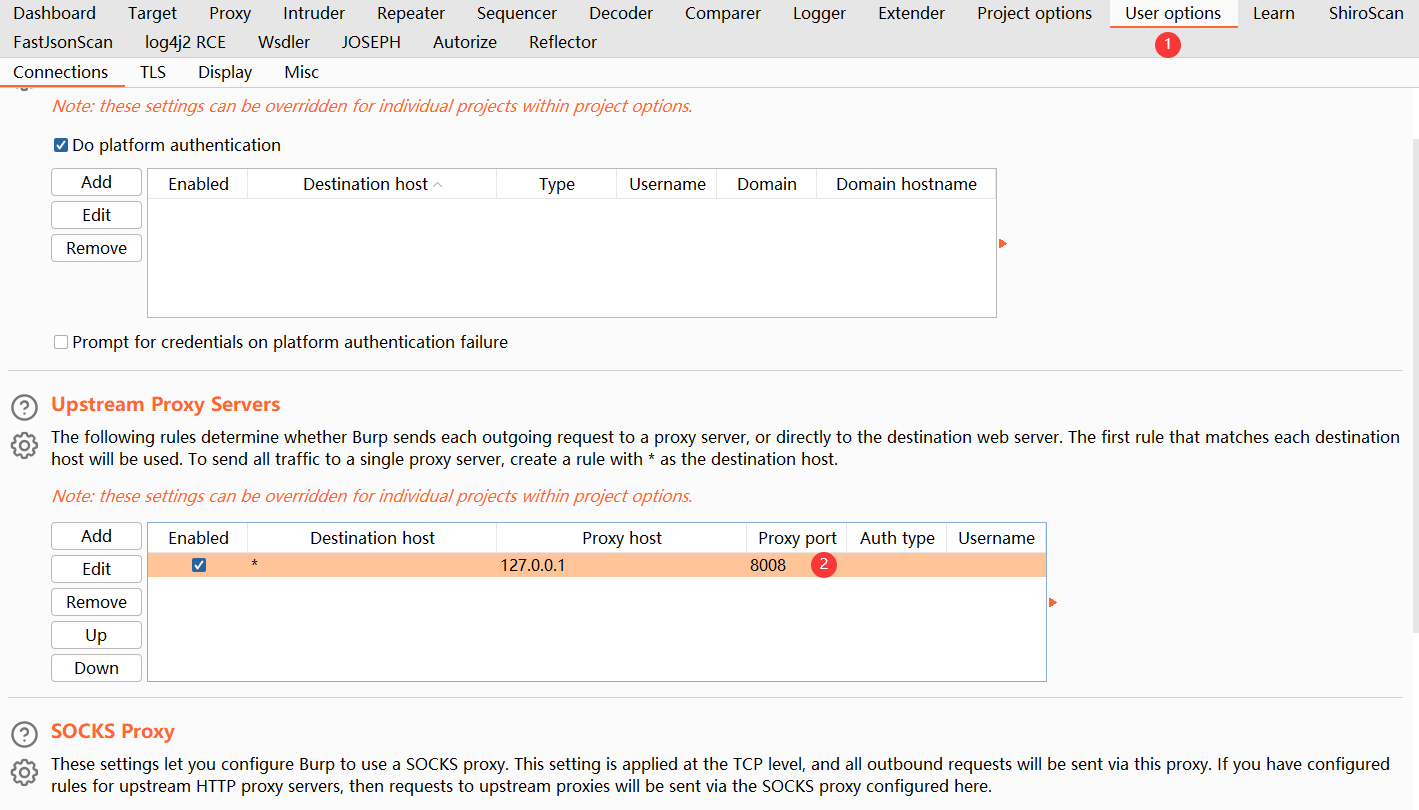 Dashboard Target Proxy Intruder Repeater Sequencer Decoder Comparer Logger Extender Project options User options Learn ShiroScan
FastJsonScan log4j2 RCE Wsdler JOSEPH Autorize Reflector 1
Connections TLS Display Misc
Note: these settings can be overridden for individual projects within project options.
Do platform authentication
Add Enabled Destination host Type Username Domain Domain hostname
Edit
Remove
Prompt for credentials on platform authentication failure
? Upstream Proxy Servers
The following rules determine whether Burp sends each outgoing request to a proxy server, or directly to the destination web server. The first rule that matches each destination
host will be used. To send all traffic to a single proxy server, create a rule with * as the destination host.
Note: these settings can be overridden for individual projects within project options.
Add Enabled Destination host Proxy host Proxy port Auth type Username
Edit * 127.0.0.1 8008 2
Remove
Up
Down
? SOCKS Proxy
These settings let you configure Burp to use a SOCKS proxy. This setting is applied at the TCP level, and all outbound requests will be sent via this proxy. If you have configured
rules for upstream HTTP proxy servers, then requests to upstream proxies will be sent via the SOCKS proxy configured here.